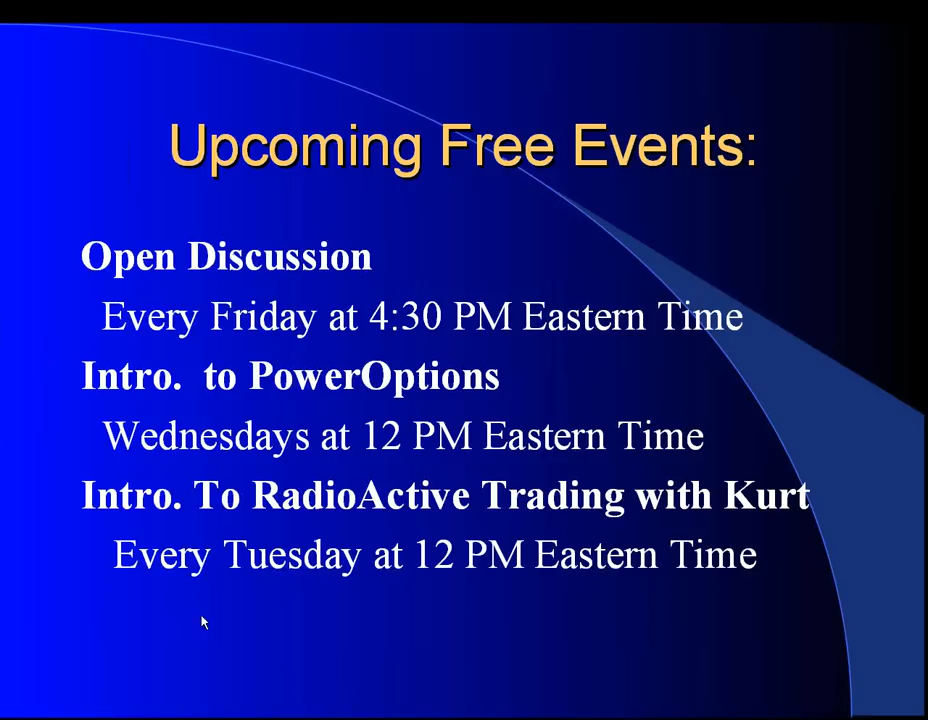 Upcoming Free Events:
Open Discussion
Every Friday at 4:30 PM Eastern Time
Intro.  to PowerOptions
Wednesdays at 12 PM Eastern Time
Intro. To RadioActive Trading with Kurt
Every Tuesday at 12 PM Eastern Time